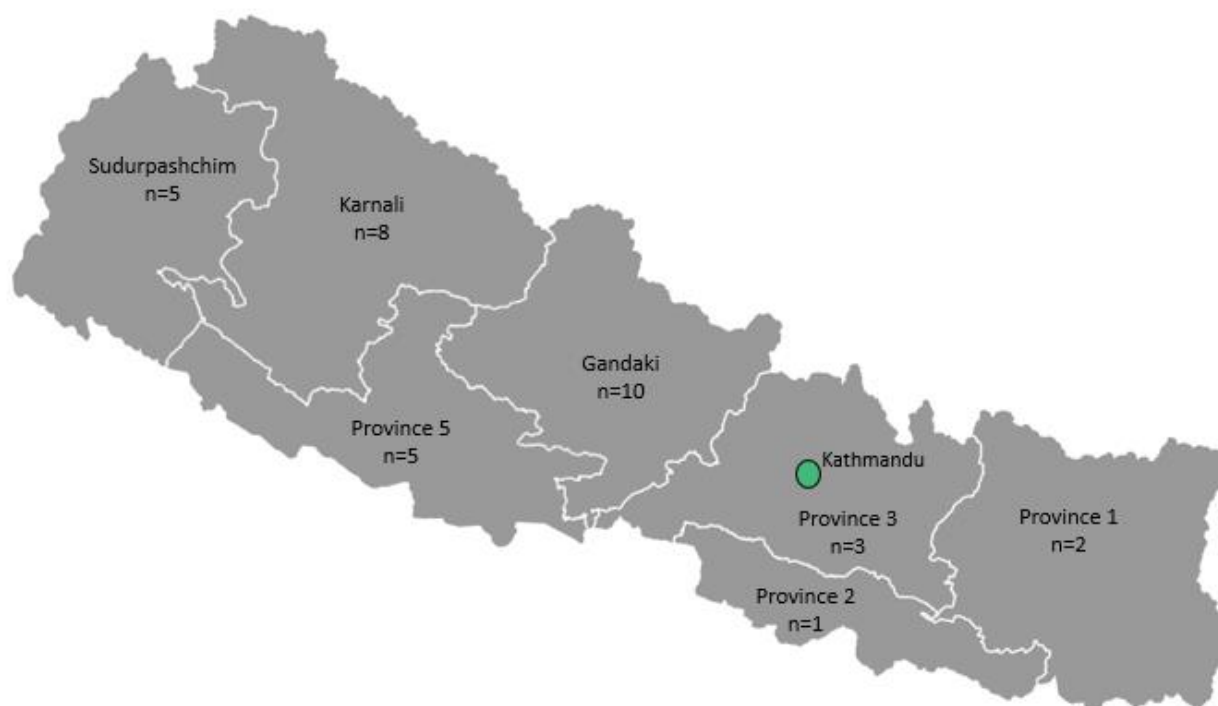 Sudurpashchim
n=5
Karnali
n=8
Gandaki
n=10
Province 5
n=5
Kathmandu
Province 3
n=3
Province 1
n=2
Province 2
n=1